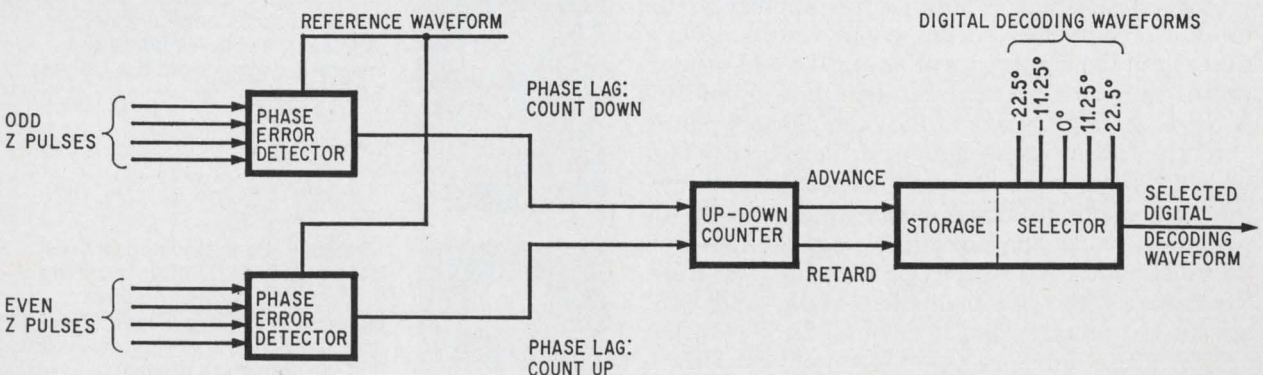 REFERENCE WAVEFORM
DIGITAL DECODING WAVEFORMS
ODD
Z PULSES
PHASE
ERROR
DETECTOR
PHASE LAG:
COUNT DOWN
-22.5°
-11.25°
0°
11.25°
22.5°
UP-DOWN
COUNTER
ADVANCE
RETARD
STORAGE
SELECTOR
SELECTED
DIGITAL
DECODING
WAVEFORM
EVEN
Z PULSES
PHASE
ERROR
DETECTOR
PHASE LAG:
COUNT UP